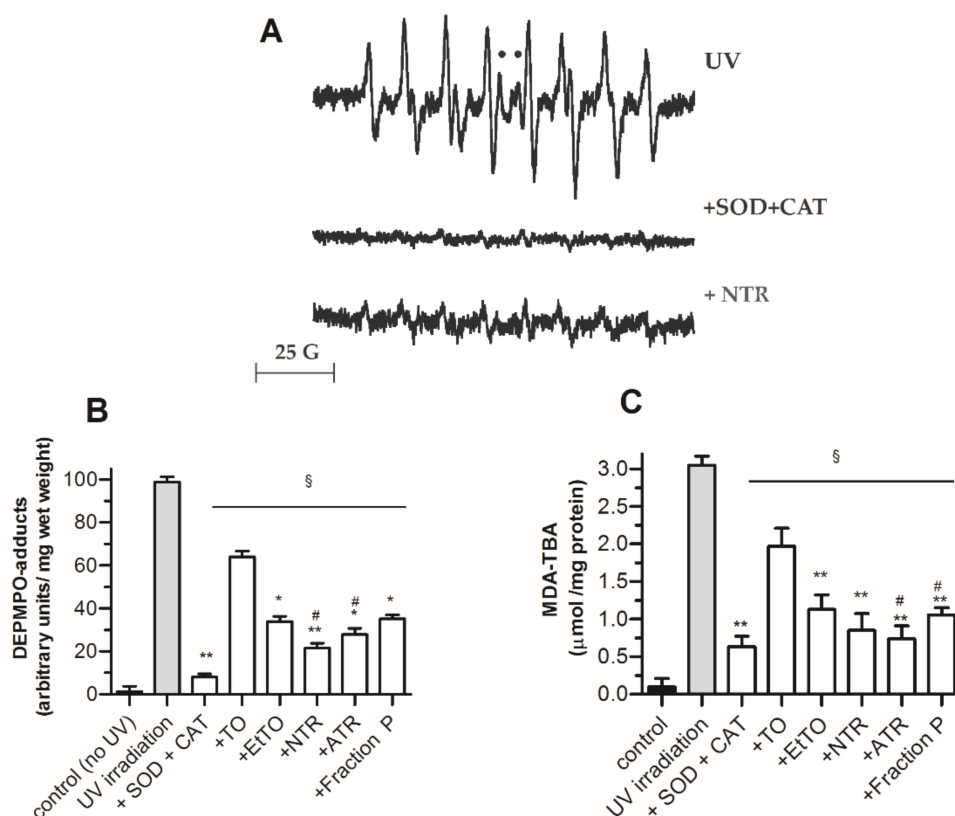 A
UV
+SOD+CAT
+ NTR
25 G
B
DEPMPO-adducts
(arbitrary units/ mg wet weight)
100
80
60
40
20
0
§
**
*
#
**
#
*
*
control (no UV)
UV irradiation
+ SOD + CAT
+TO
+EtTO
+NTR
+ATR
+Fraction P
C
MDA-TBA
(μmol /mg protein)
3.0
2.5
2.0
1.5
1.0
0.5
0.0
§
**
**
**
#
**
#
**
control
UV irradiation
+ SOD + CAT
+TO
+EtTO
+NTR
+ATR
+Fraction P